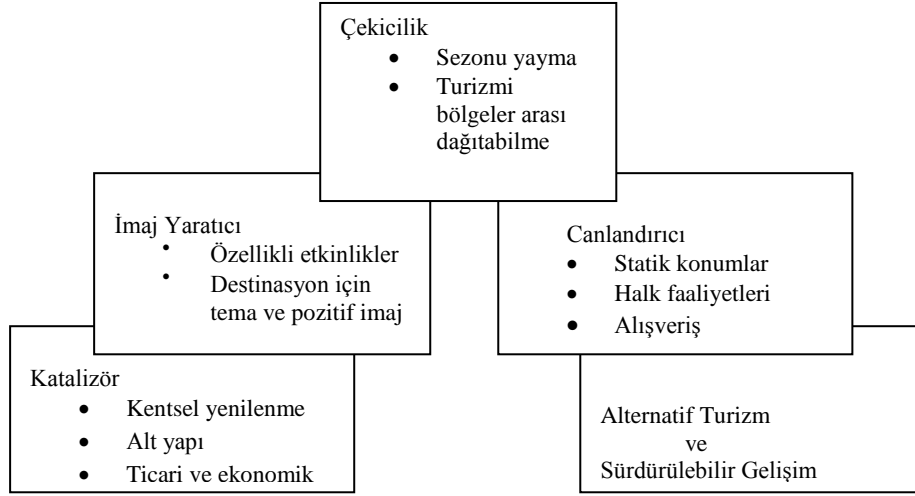 Çekicilik
• Sezonu yayma
• Turizmi
bölgeler arası
dağıtabilme
İmaj Yaratıcı
• Özellikli etkinlikler
• Destinasyon için
tema ve pozitif imaj
Canlandırıcı
• Statik konumlar
• Halk faaliyetleri
• Alışveriş
Katalizör
• Kentsel yenilenme
• Alt yapı
• Ticari ve ekonomik
Alternatif Turizm
ve
Sürdürülebilir Gelişim